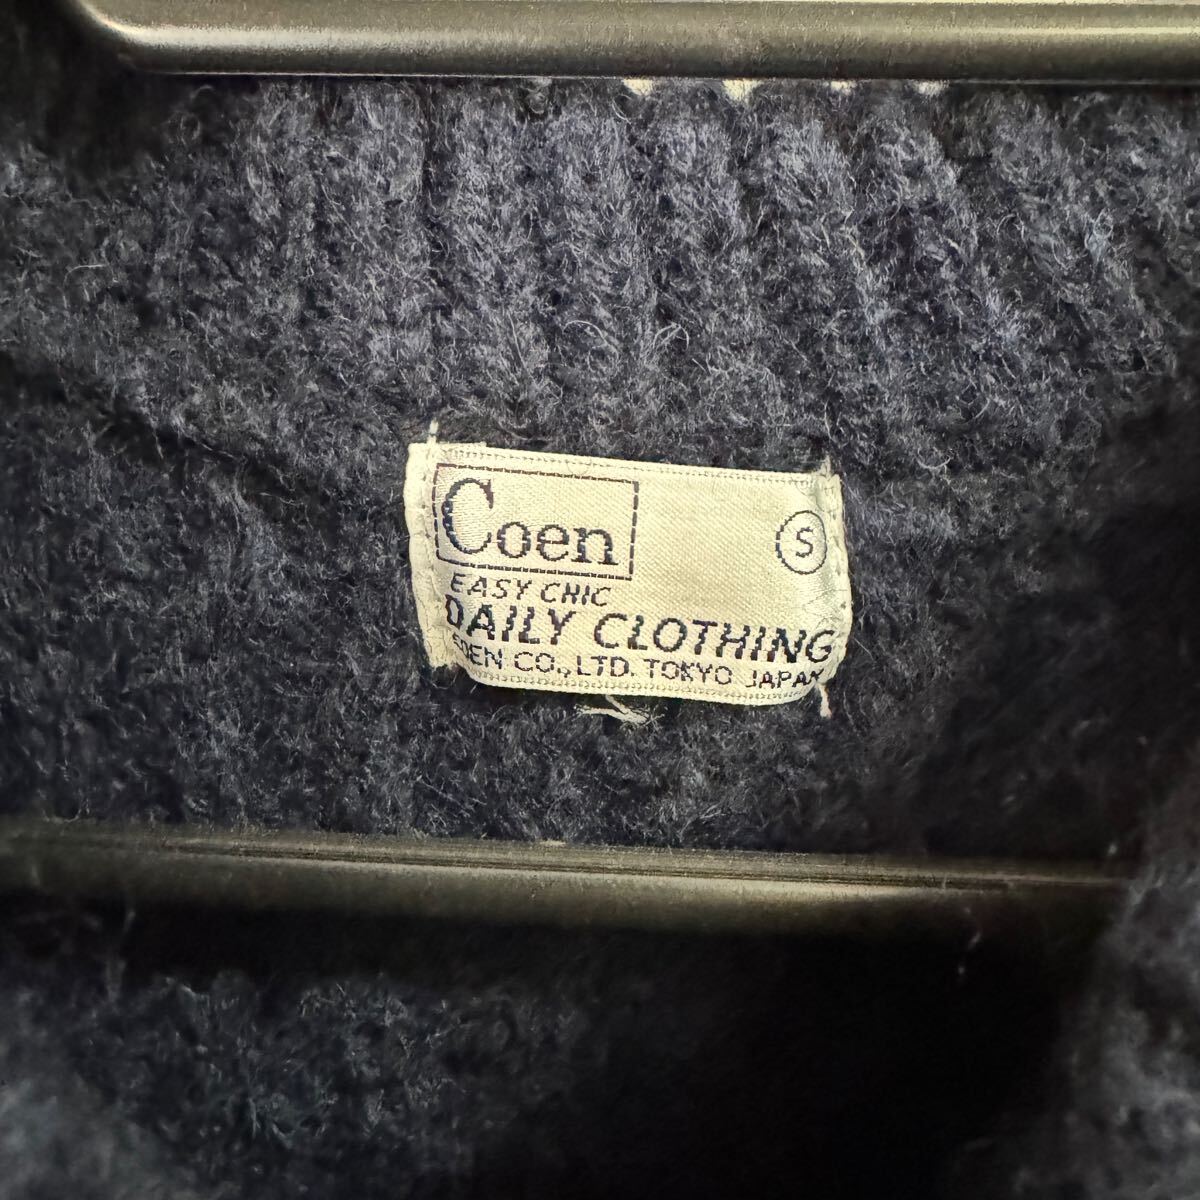 Coen
S
EASY CHIC
DAILY CLOTHING
COEN CO., LTD. TOKYO JAPAN